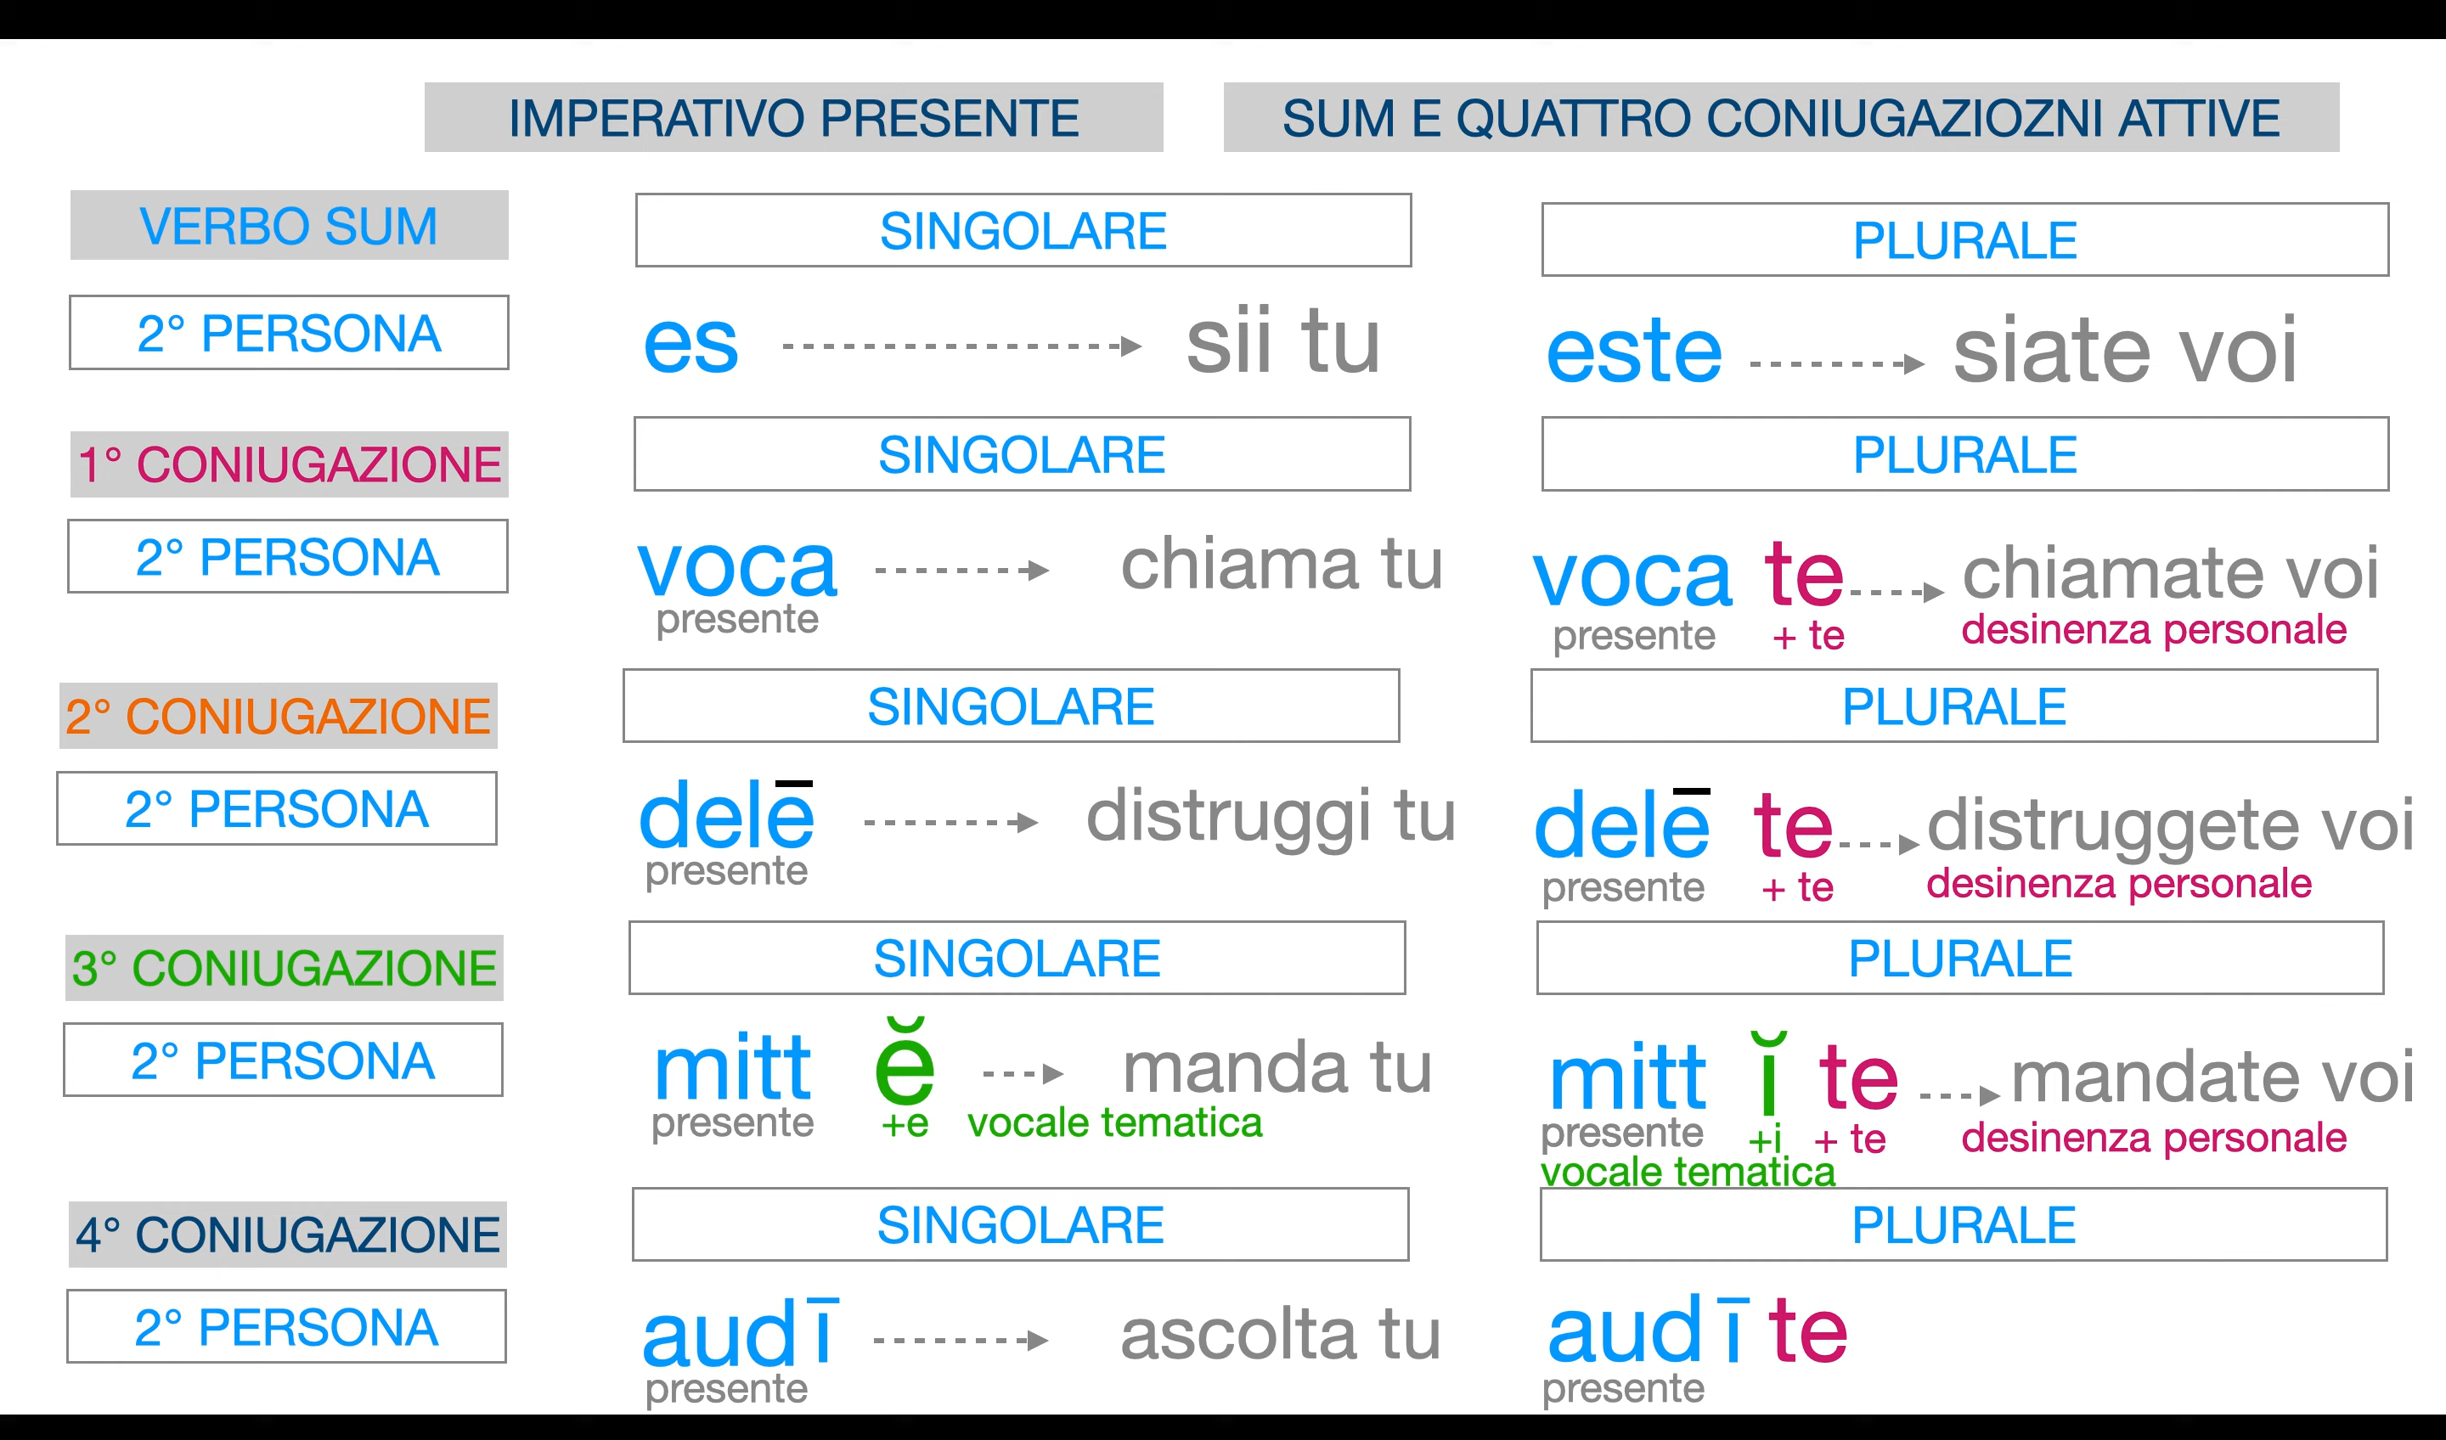 IMPERATIVO PRESENTE SUM E QUATTRO CONIUGAZIOZNI ATTIVE
VERBO SUM SINGOLARE PLURALE
2° PERSONA es sii tu este siate voi
1° CONIUGAZIONE SINGOLARE PLURALE
2° PERSONA voca chiama tu voca te chiamate voi
presente presente + te desinenza personale
2° CONIUGAZIONE SINGOLARE PLURALE
2° PERSONA delē distruggi tu delē te distruggete voi
presente presente + te desinenza personale
3° CONIUGAZIONE SINGOLARE PLURALE
2° PERSONA mitt ĕ manda tu mitt ĭ te mandate voi
presente +e vocale tematica presente +i + te desinenza personale
vocale tematica
4° CONIUGAZIONE SINGOLARE PLURALE
2° PERSONA aud ī ascolta tu aud ī te
presente presente